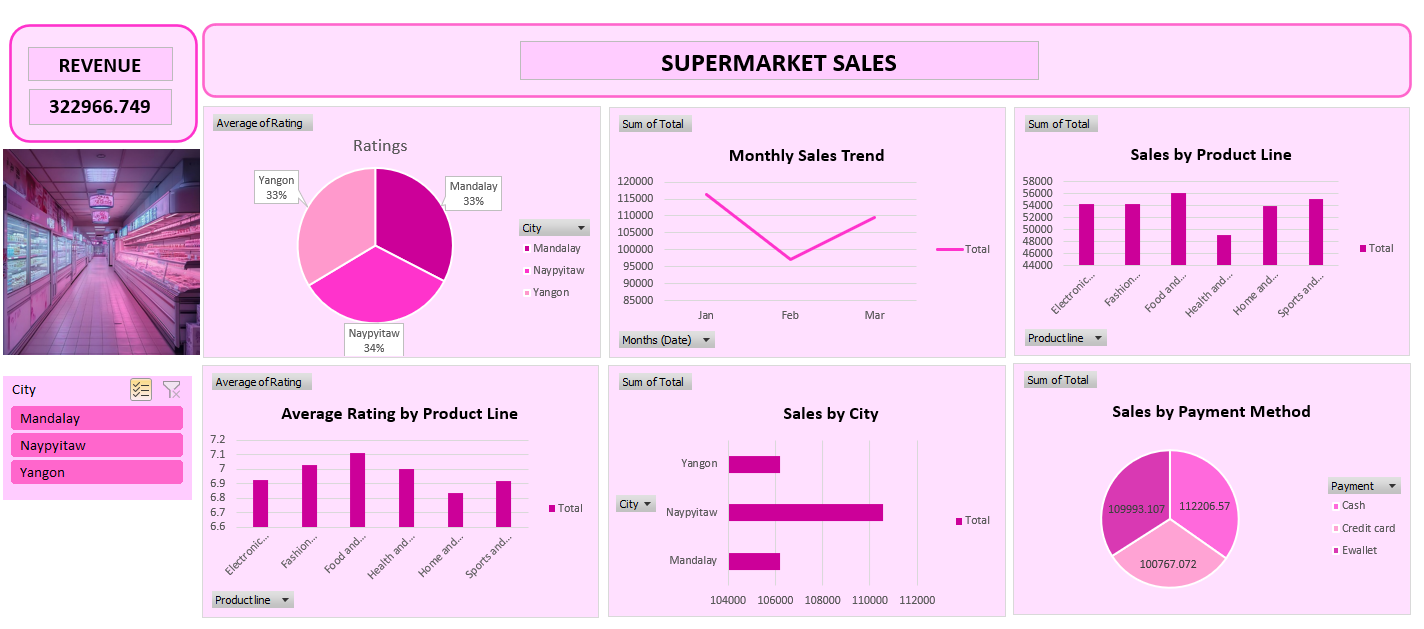 REVENUE
322966.749
SUPERMARKET SALES
Average of Rating
Ratings
Yangon
33%
Mandalay
33%
Naypyitaw
34%
City
Mandalay
Naypyitaw
Yangon
Sum of Total
Monthly Sales Trend
120000
115000
110000
105000
100000
95000
90000
85000
Jan Feb Mar
Total
Months (Date)
Sum of Total
Sales by Product Line
58000
56000
54000
52000
50000
48000
46000
44000
Electronic...
Fashion...
Food and...
Health and...
Home and...
Sports and...
Total
Product line
City
Mandalay
Naypyitaw
Yangon
Average of Rating
Average Rating by Product Line
7.2
7.1
7
6.9
6.8
6.7
6.6
Electronic...
Fashion...
Food and...
Health and...
Home and...
Sports and...
Total
Product line
Sum of Total
Sales by City
Yangon
Naypyitaw
Mandalay
104000 106000 108000 110000 112000
City
Total
Sum of Total
Sales by Payment Method
109993.107
112206.57
100767.072
Payment
Cash
Credit card
Ewallet